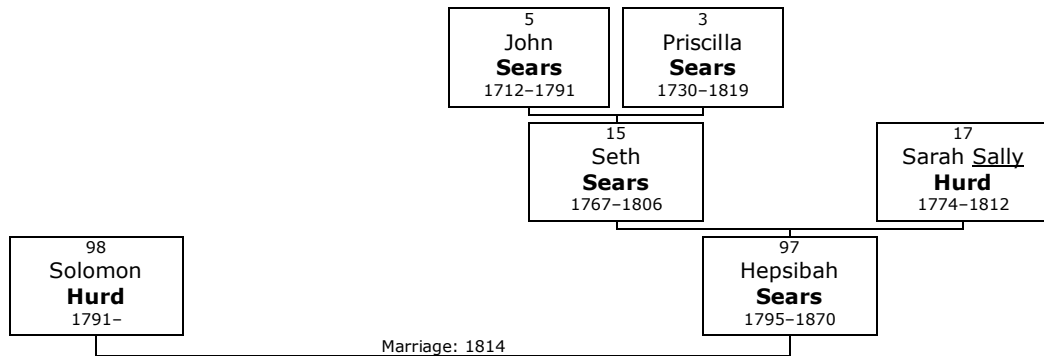 5
John
Sears
1712–1791
3
Priscilla
Sears
1730–1819
15
Seth
Sears
1767–1806
17
Sarah Sally
Hurd
1774–1812
98
Solomon
Hurd
1791–
97
Hepsibah
Sears
1795–1870
Marriage: 1814